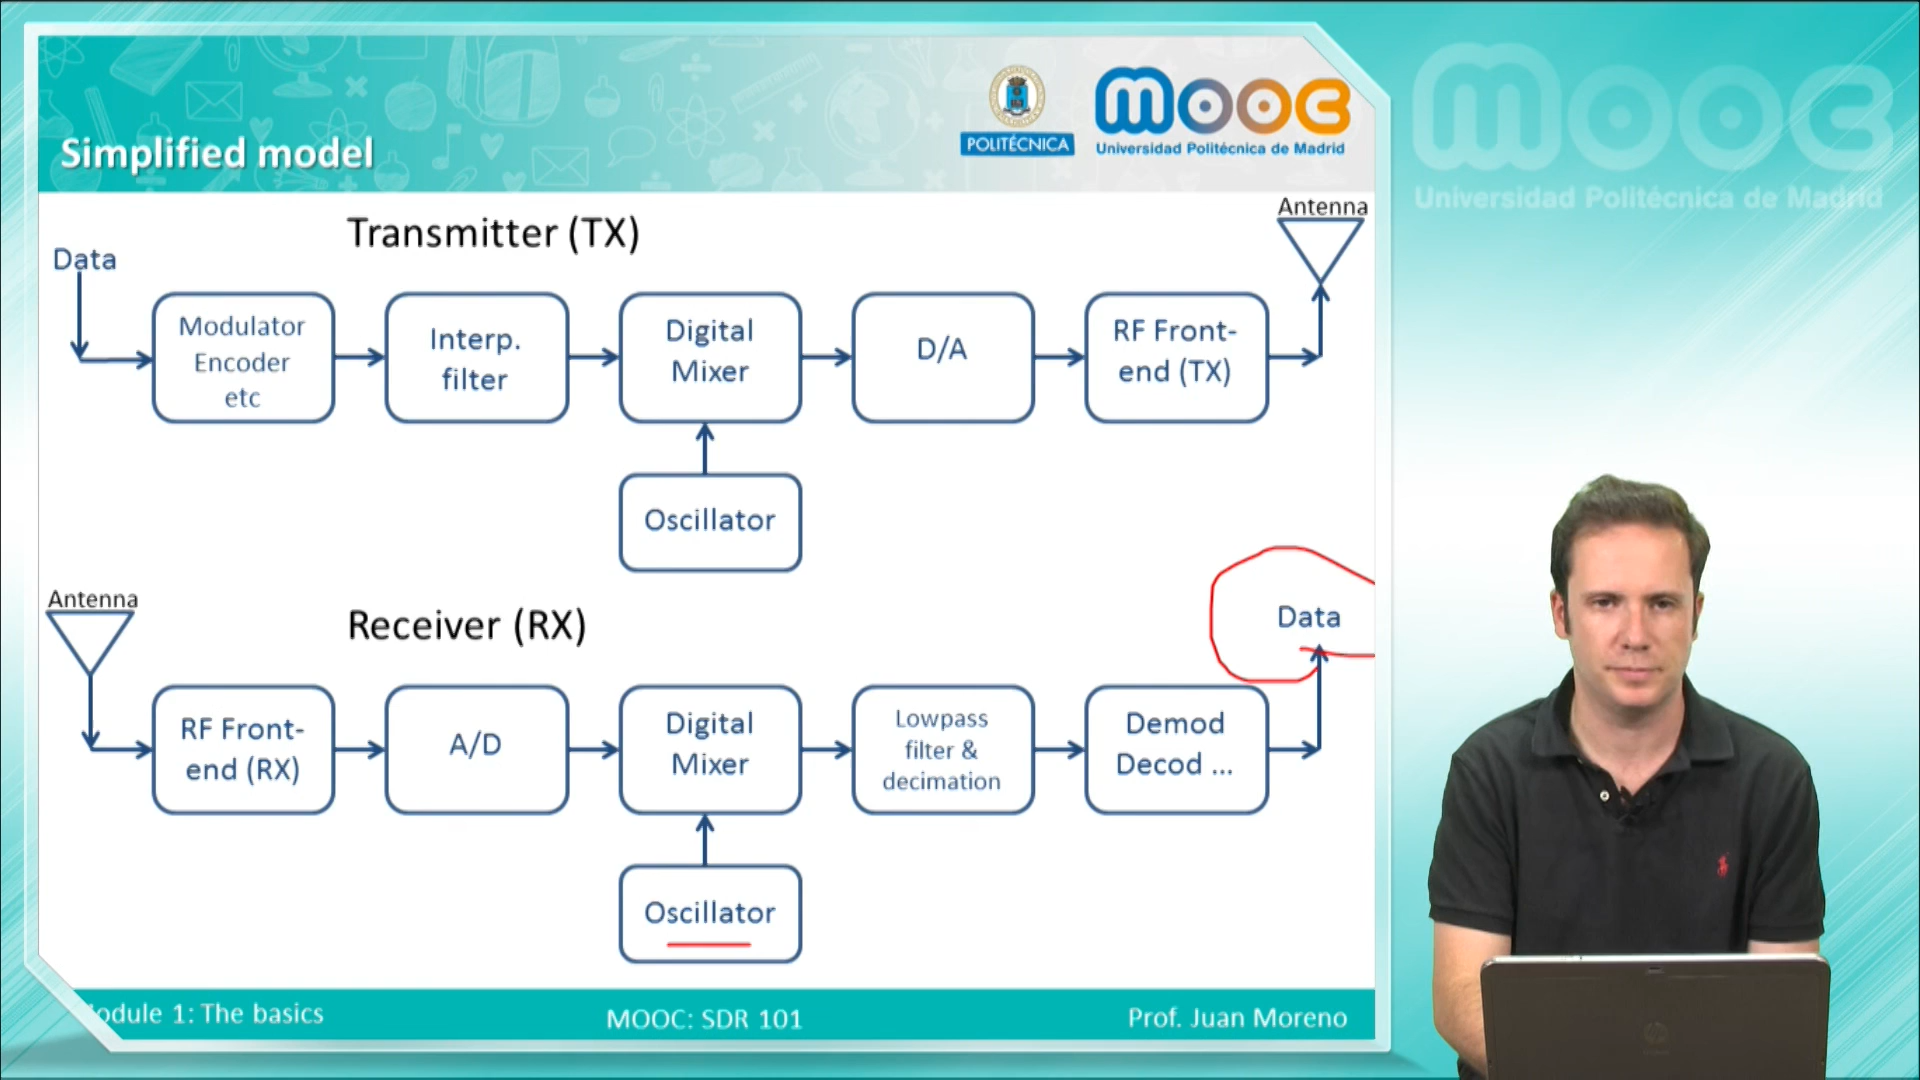 Simplified model
POLITÉCNICA
mooc
Universidad Politécnica de Madrid
mooc
Universidad Politécnica de Madrid
Transmitter (TX)
Antenna
Data
Modulator
Encoder
etc
Interp.
filter
Digital
Mixer
D/A
RF Front-
end (TX)
Oscillator
Antenna
Receiver (RX)
Data
RF Front-
end (RX)
A/D
Digital
Mixer
Lowpass
filter &
decimation
Demod
Decod ...
Oscillator
odule 1: The basics
MOOC: SDR 101
Prof. Juan Moreno